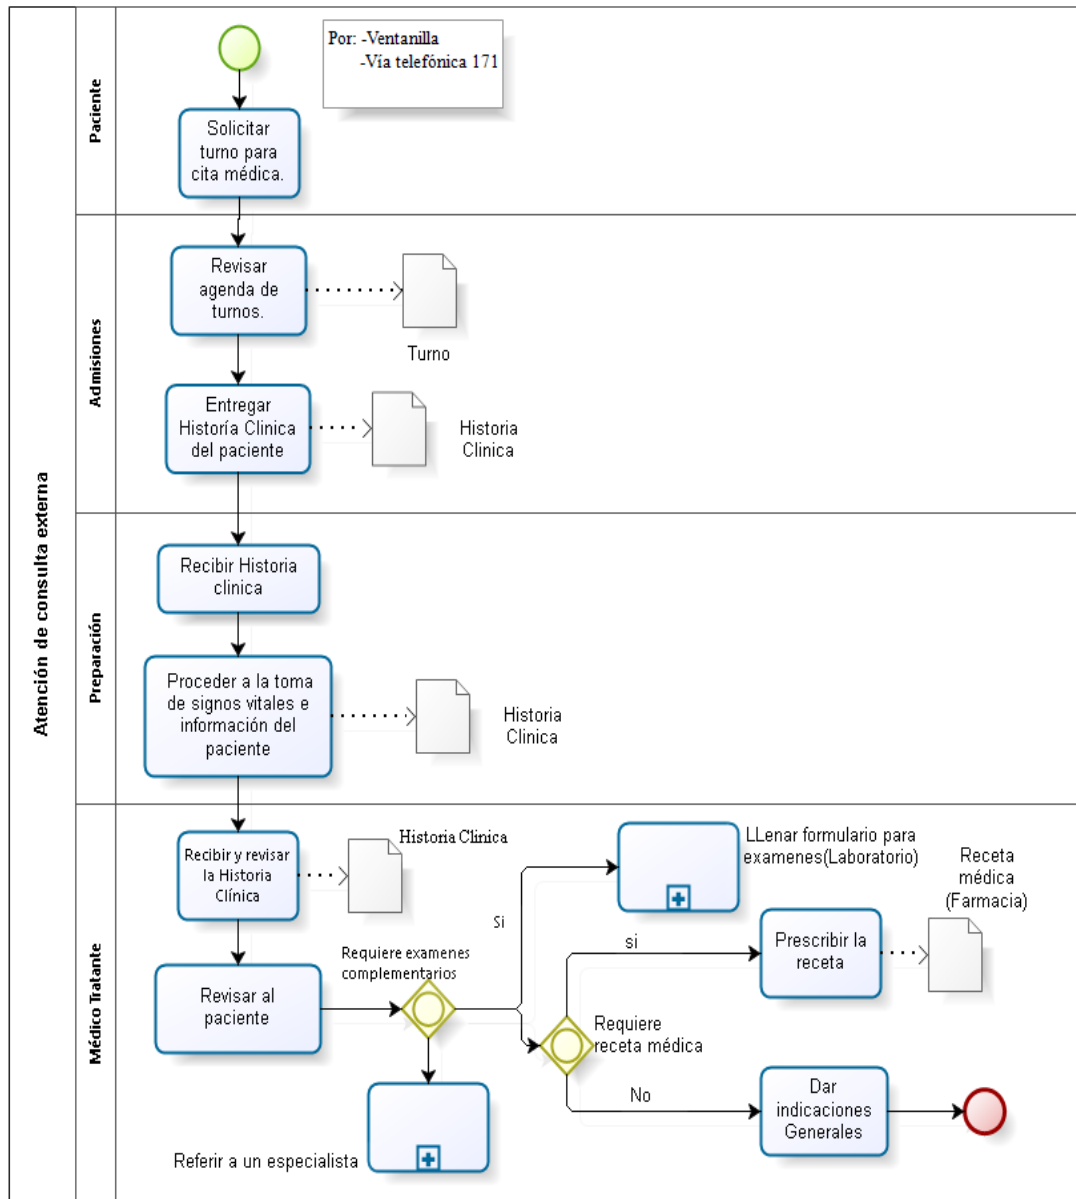 Atención de consulta externa
Paciente
Por: -Ventanilla
-Vía telefónica 171
Solicitar
turno para
cita médica.
Admisiones
Revisar
agenda de
turnos.
Turno
Entregar
Historía Clinica
del paciente
Historia
Clinica
Preparación
Recibir Historia
clinica
Proceder a la toma
de signos vitales e
información del
paciente
Historia
Clinica
Médico Tratante
Recibir y revisar
la Historia
Clínica
Historia Clinica
LLenar formulario para
examenes(Laboratorio)
Receta
médica
(Farmacia)
Si
si
Prescribir la
receta
Requiere examenes
complementarios
Revisar al
paciente
Requiere
receta médica
No
Dar
indicaciones
Generales
Referir a un especialista